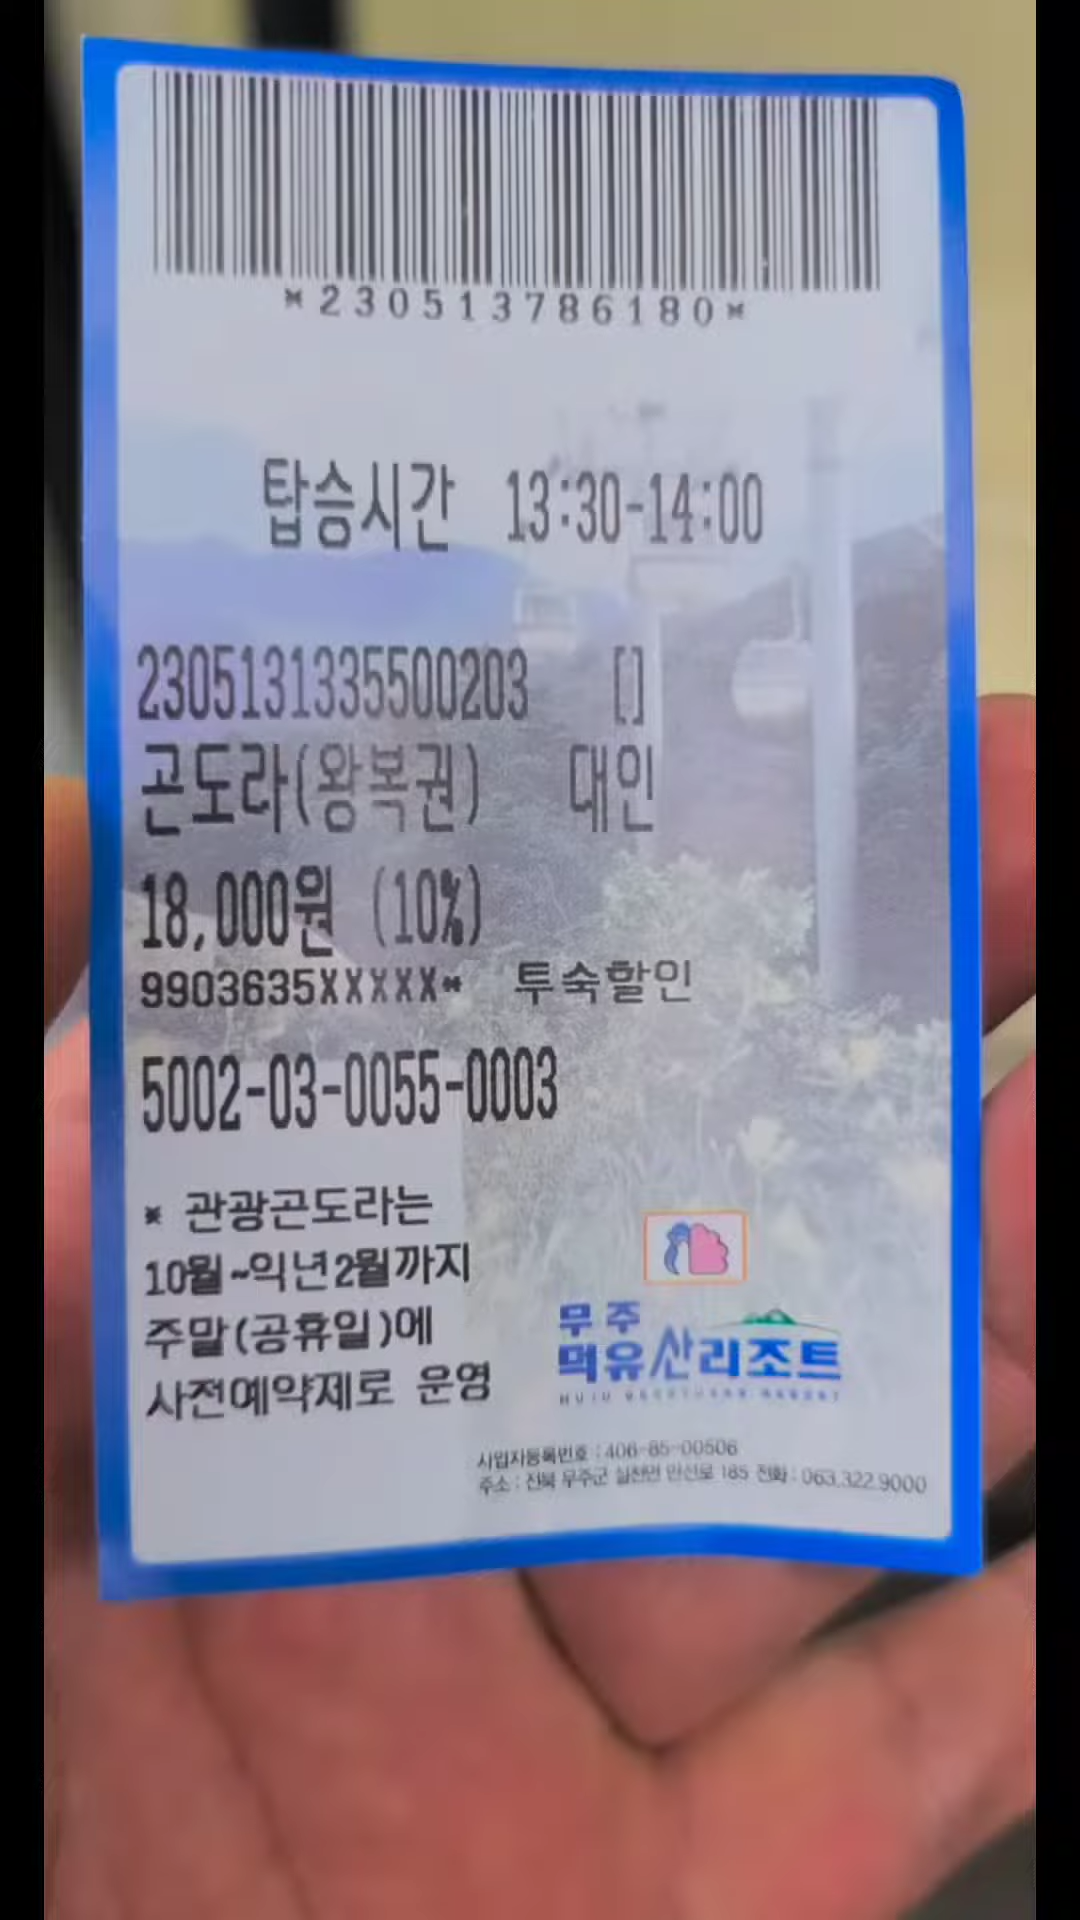 *230513786180*
탑승시간 13:30-14:00
2305131335500203 []
곤도라(왕복권) 대인
18,000원 (10%)
9903635XXXXX* 투숙할인
5002-03-0055-0003
* 관광곤도라는
10월~익년2월까지
주말(공휴일)에
사전예약제로 운영
무주
덕유산리조트
MUJU DEOGYUSAN RESORT
사업자등록번호 : 406-85-00506
주소 : 전북 무주군 설천면 만선로 185 전화 : 063.322.9000